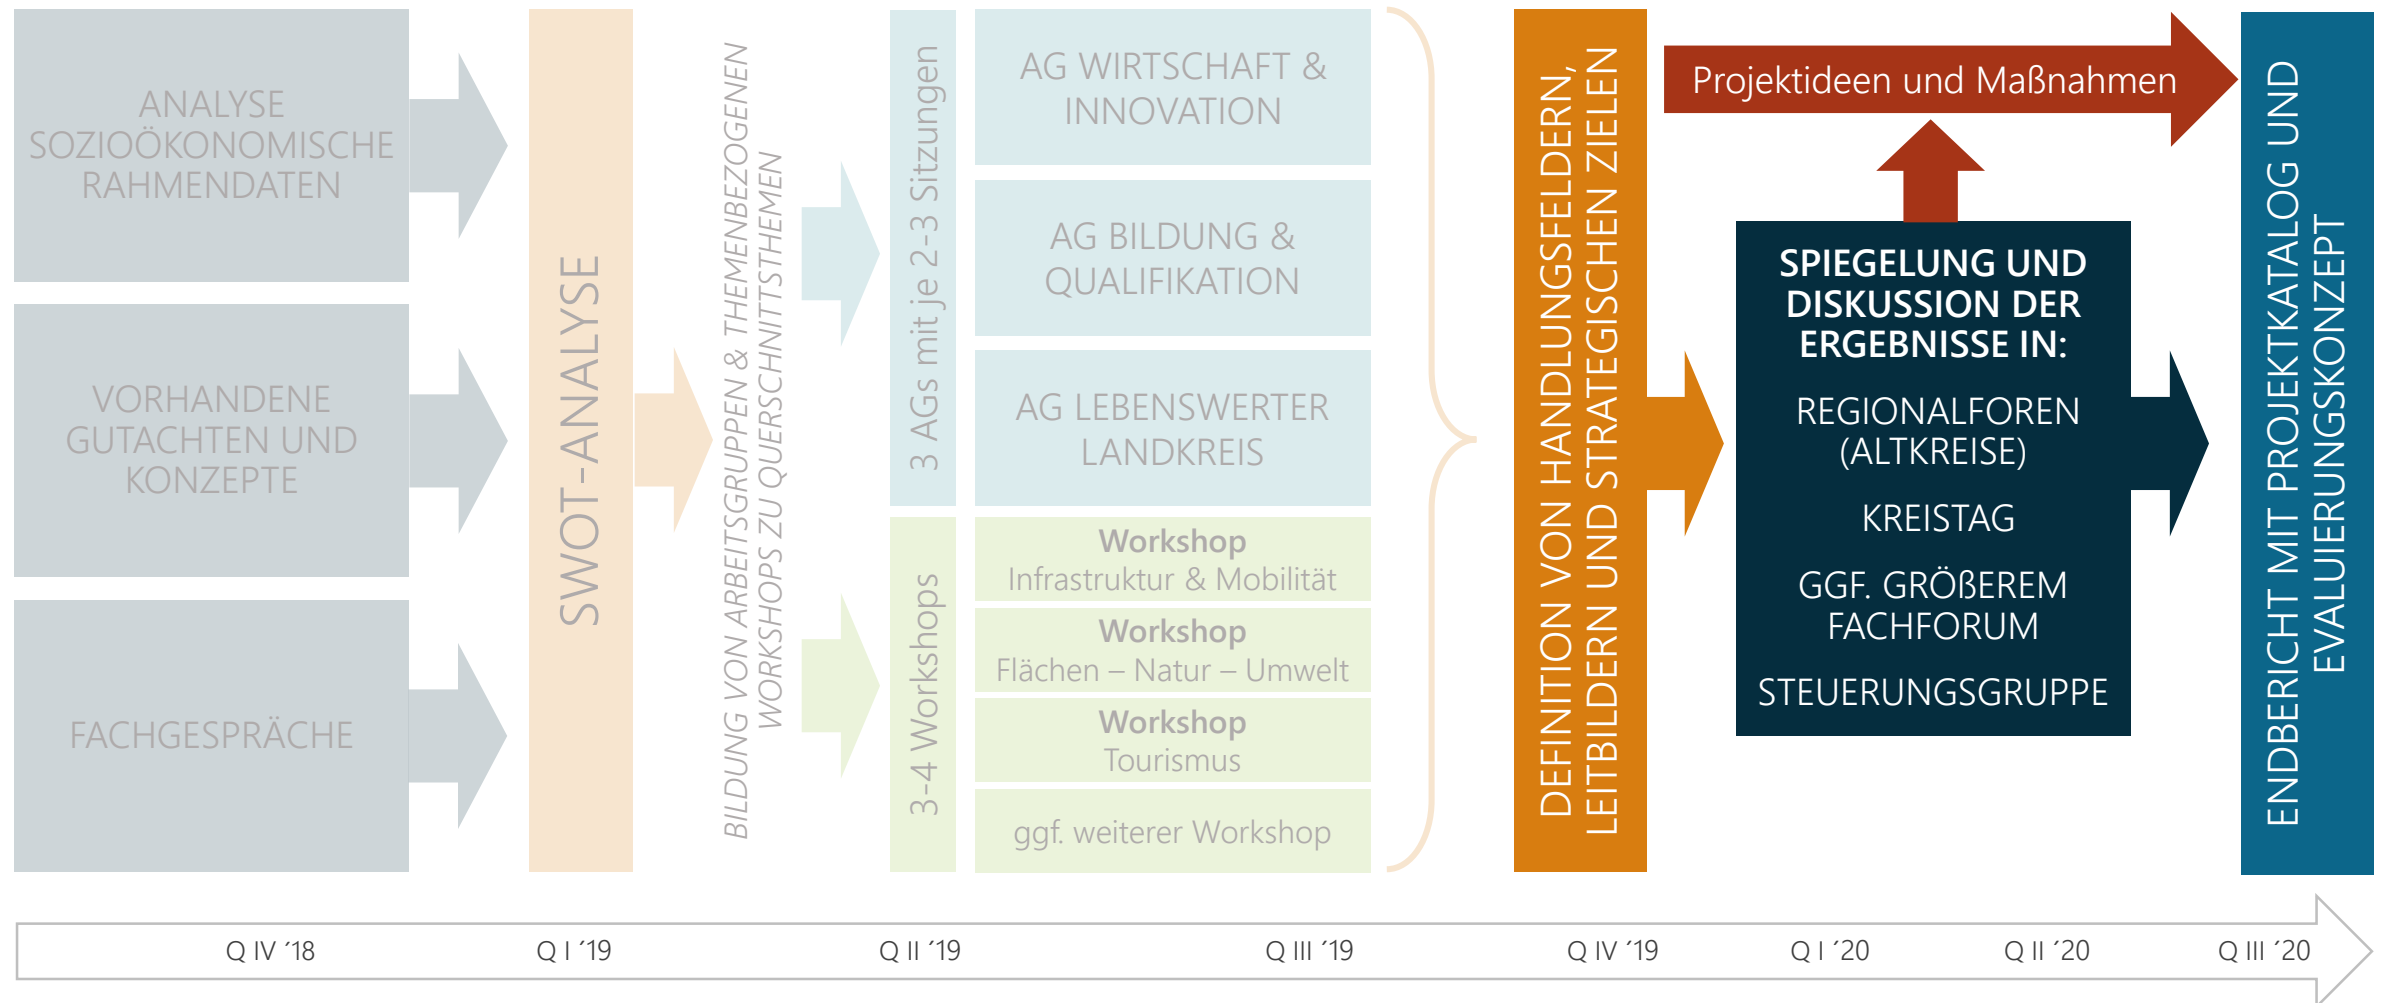 ANALYSE
SOZIOÖKONOMISCHE
RAHMENDATEN
VORHANDENE
GUTACHTEN UND
KONZEPTE
FACHGESPRÄCHE
SWOT-ANALYSE
BILDUNG VON ARBEITSGRUPPEN & THEMENBEZOGENEN
WORKSHOPS ZU QUERSCHNITTSTHEMEN
3 AGs mit je 2-3 Sitzungen
AG WIRTSCHAFT &
INNOVATION
AG BILDUNG &
QUALIFIKATION
AG LEBENSWERTER
LANDKREIS
3-4 Workshops
Workshop
Infrastruktur & Mobilität
Workshop
Flächen – Natur – Umwelt
Workshop
Tourismus
ggf. weiterer Workshop
DEFINITION VON HANDLUNGSFELDERN,
LEITBILDERN UND STRATEGISCHEN ZIELEN
Projektideen und Maßnahmen
SPIEGELUNG UND
DISKUSSION DER
ERGEBNISSE IN:
REGIONALFOREN
(ALTKREISE)
KREISTAG
GGF. GRÖßEREM
FACHFORUM
STEUERUNGSGRUPPE
ENDBERICHT MIT PROJEKTKATALOG UND
EVALUIERUNGSKONZEPT
Q IV ´18
Q I ´19
Q II ´19
Q III ´19
Q IV ´19
Q I ´20
Q II ´20
Q III ´20